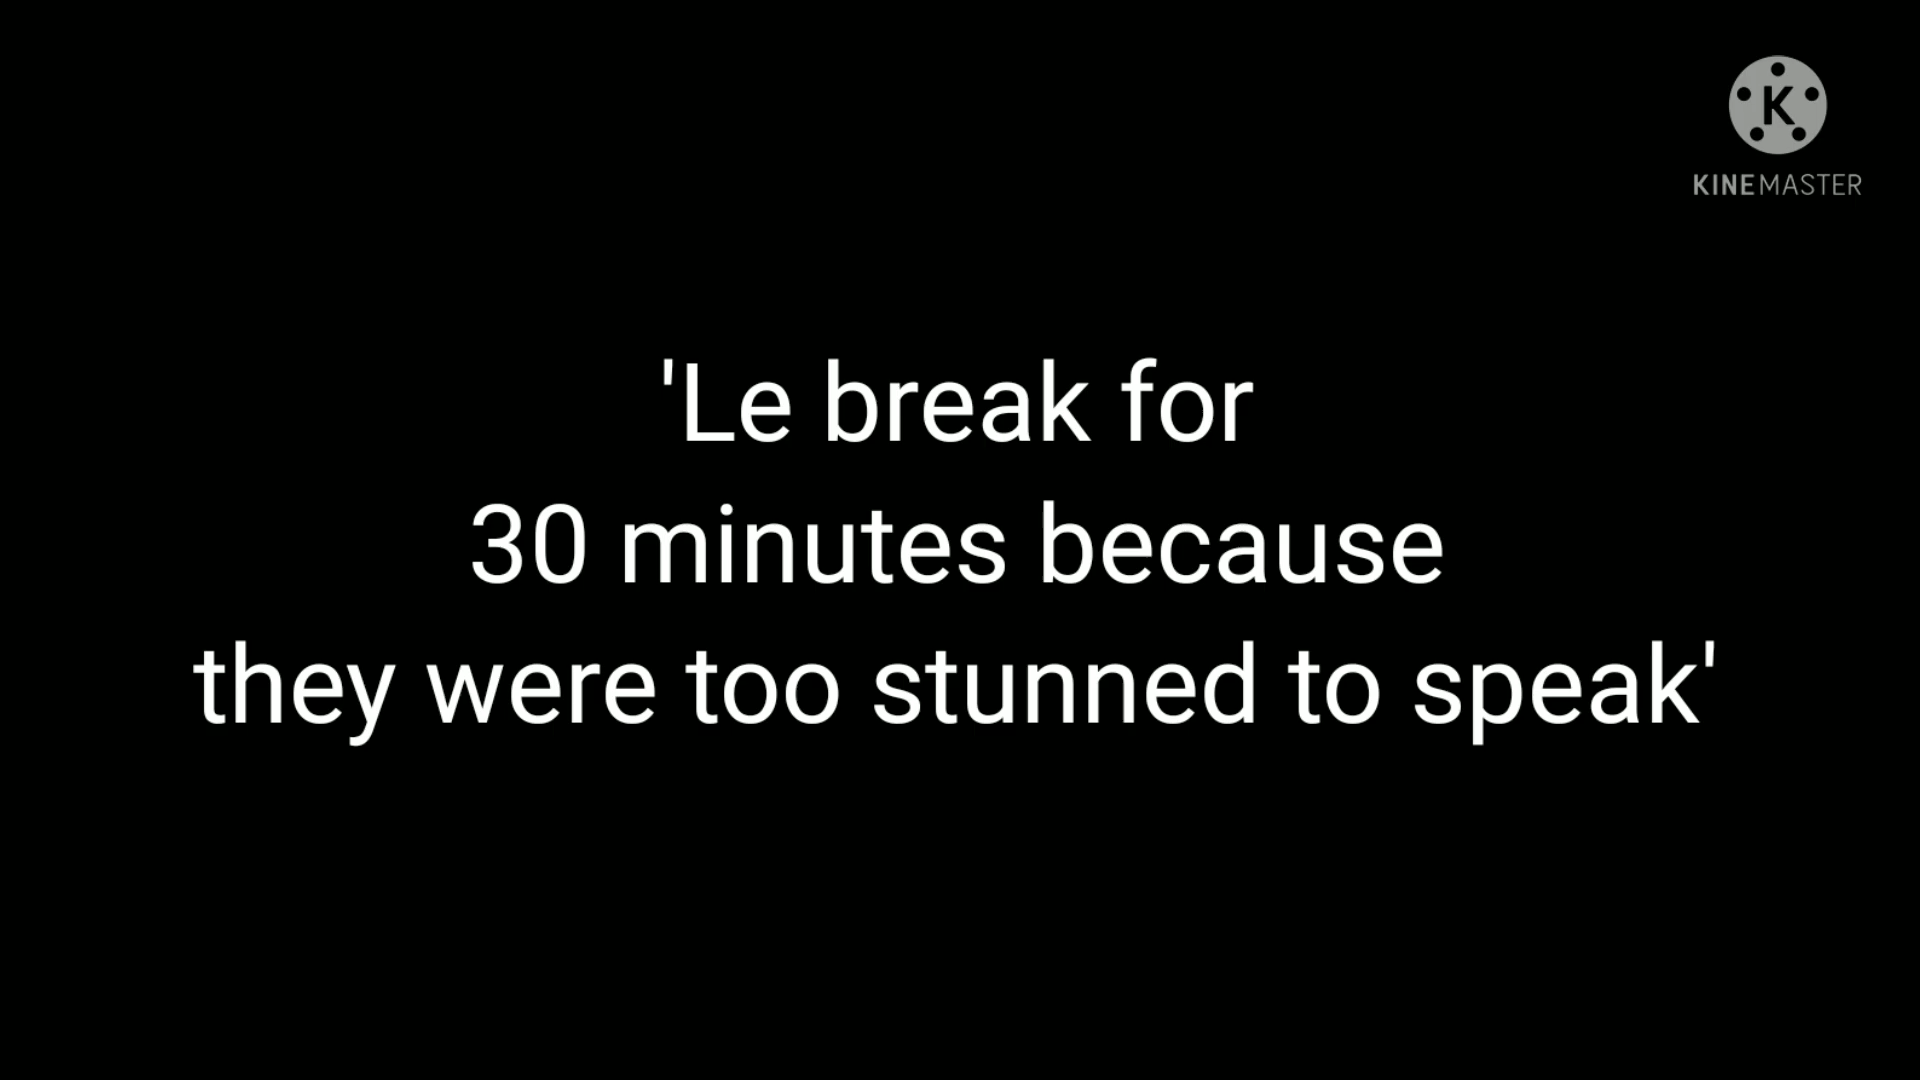 K
KINEMASTER
'Le break for
30 minutes because
they were too stunned to speak'